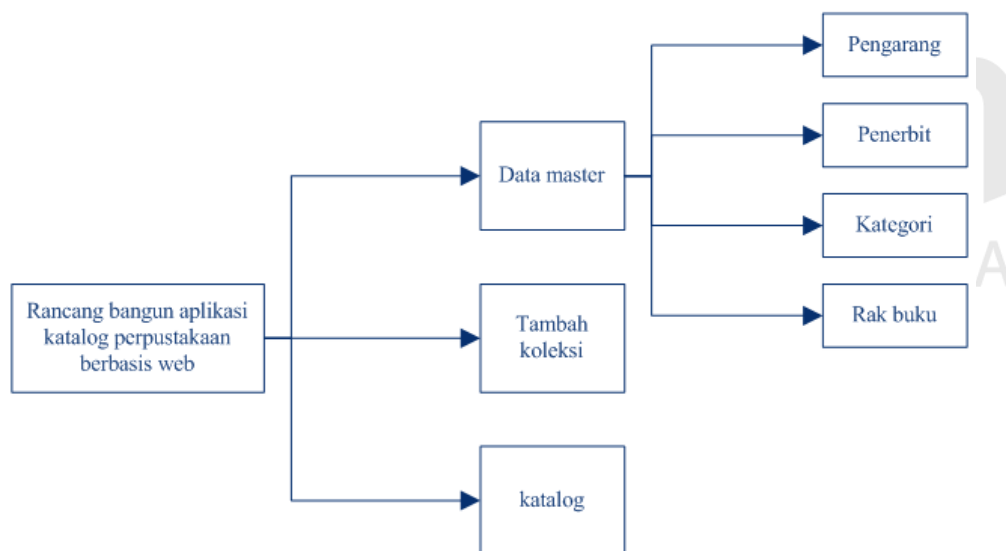 Pengarang
Penerbit
Data master
Kategori
Rancang bangun aplikasi
katalog perpustakaan
berbasis web
Tambah
koleksi
Rak buku
katalog
A